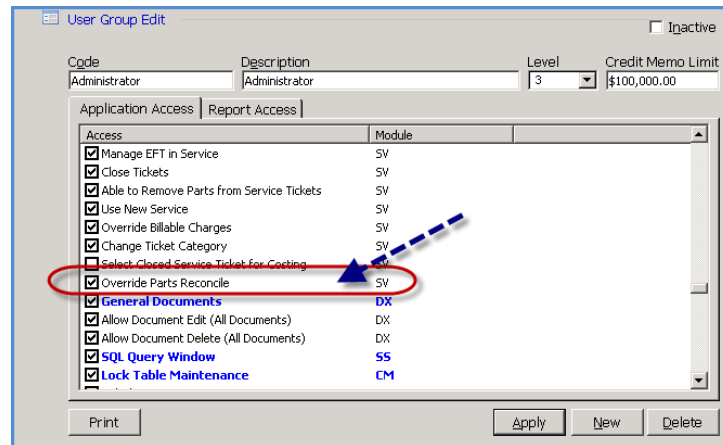 User Group Edit
Inactive
Code Description Level Credit Memo Limit
Administrator Administrator 3 $100,000.00
Application Access Report Access
Access Module
Manage EFT in Service SV
Close Tickets SV
Able to Remove Parts from Service Tickets SV
Use New Service SV
Override Billable Charges SV
Change Ticket Category SV
Select Closed Service Ticket for Costing SV
Override Parts Reconcile SV
General Documents DX
Allow Document Edit (All Documents) DX
Allow Document Delete (All Documents) DX
SQL Query Window SS
Lock Table Maintenance CM
Print Apply New Delete